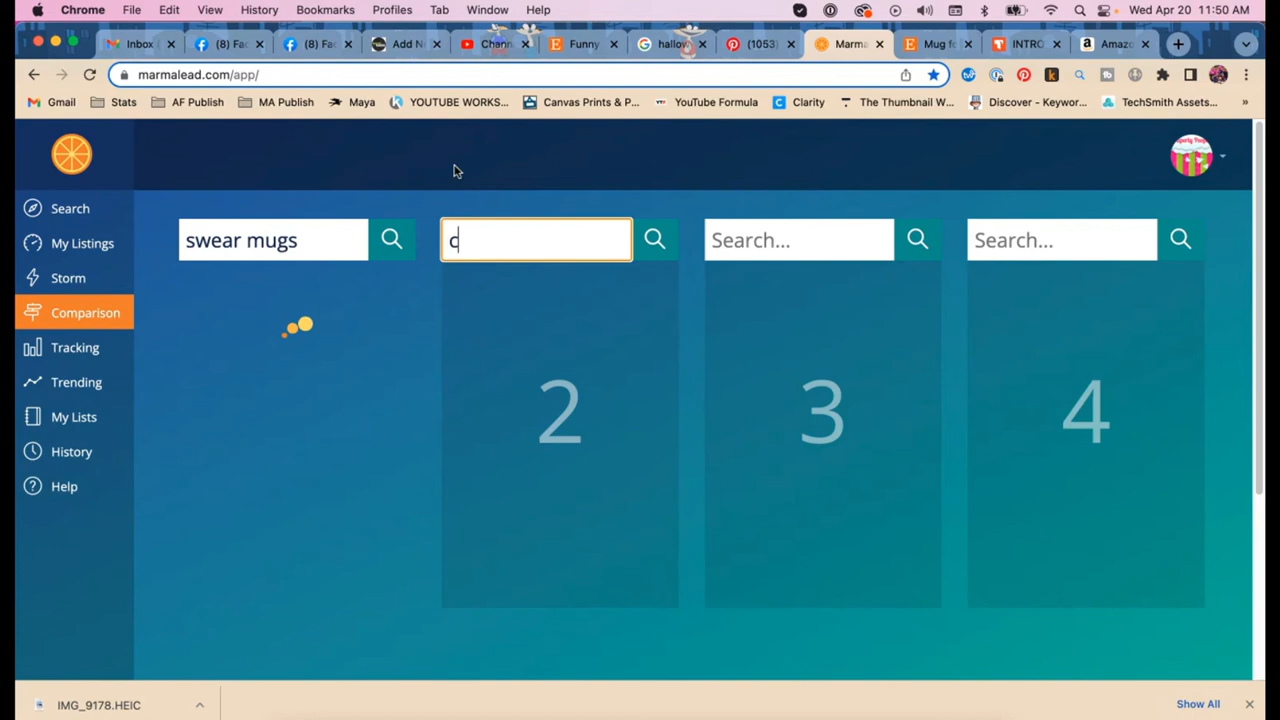 Chrome File Edit View History Bookmarks Profiles Tab Window Help Wed Apr 20 11:50 AM
Inbox ( (8) Fac (8) Fac Add N Chann Funny hallow (1053) Marma Mug fo INTRO Amazo
marmalead.com/app/
Gmail Stats AF Publish MA Publish Maya YOUTUBE WORKS... Canvas Prints & P... YouTube Formula Clarity The Thumbnail W... Discover - Keywor... TechSmith Assets... »
Search
My Listings
Storm
Comparison
Tracking
Trending
My Lists
History
Help
swear mugs c Search... Search...
2 3 4
IMG_9178.HEIC Show All